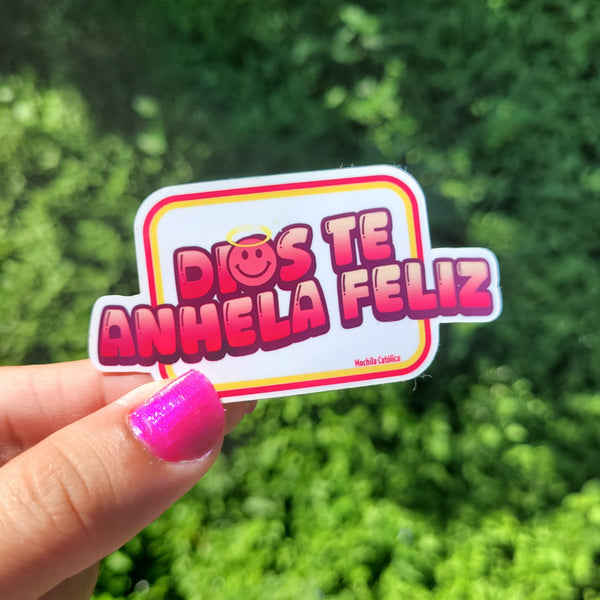 DIOS TE
ANHELA FELIZ
Mochila Católica